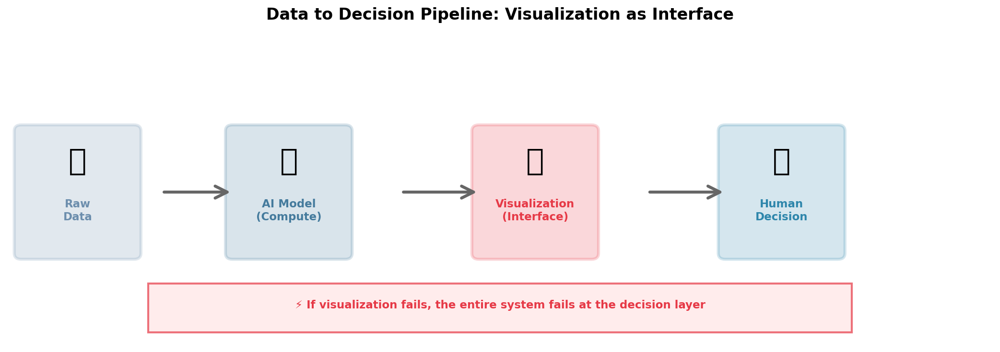 Data to Decision Pipeline: Visualization as Interface
Raw
Data
AI Model
(Compute)
Visualization
(Interface)
Human
Decision
⚡ If visualization fails, the entire system fails at the decision layer